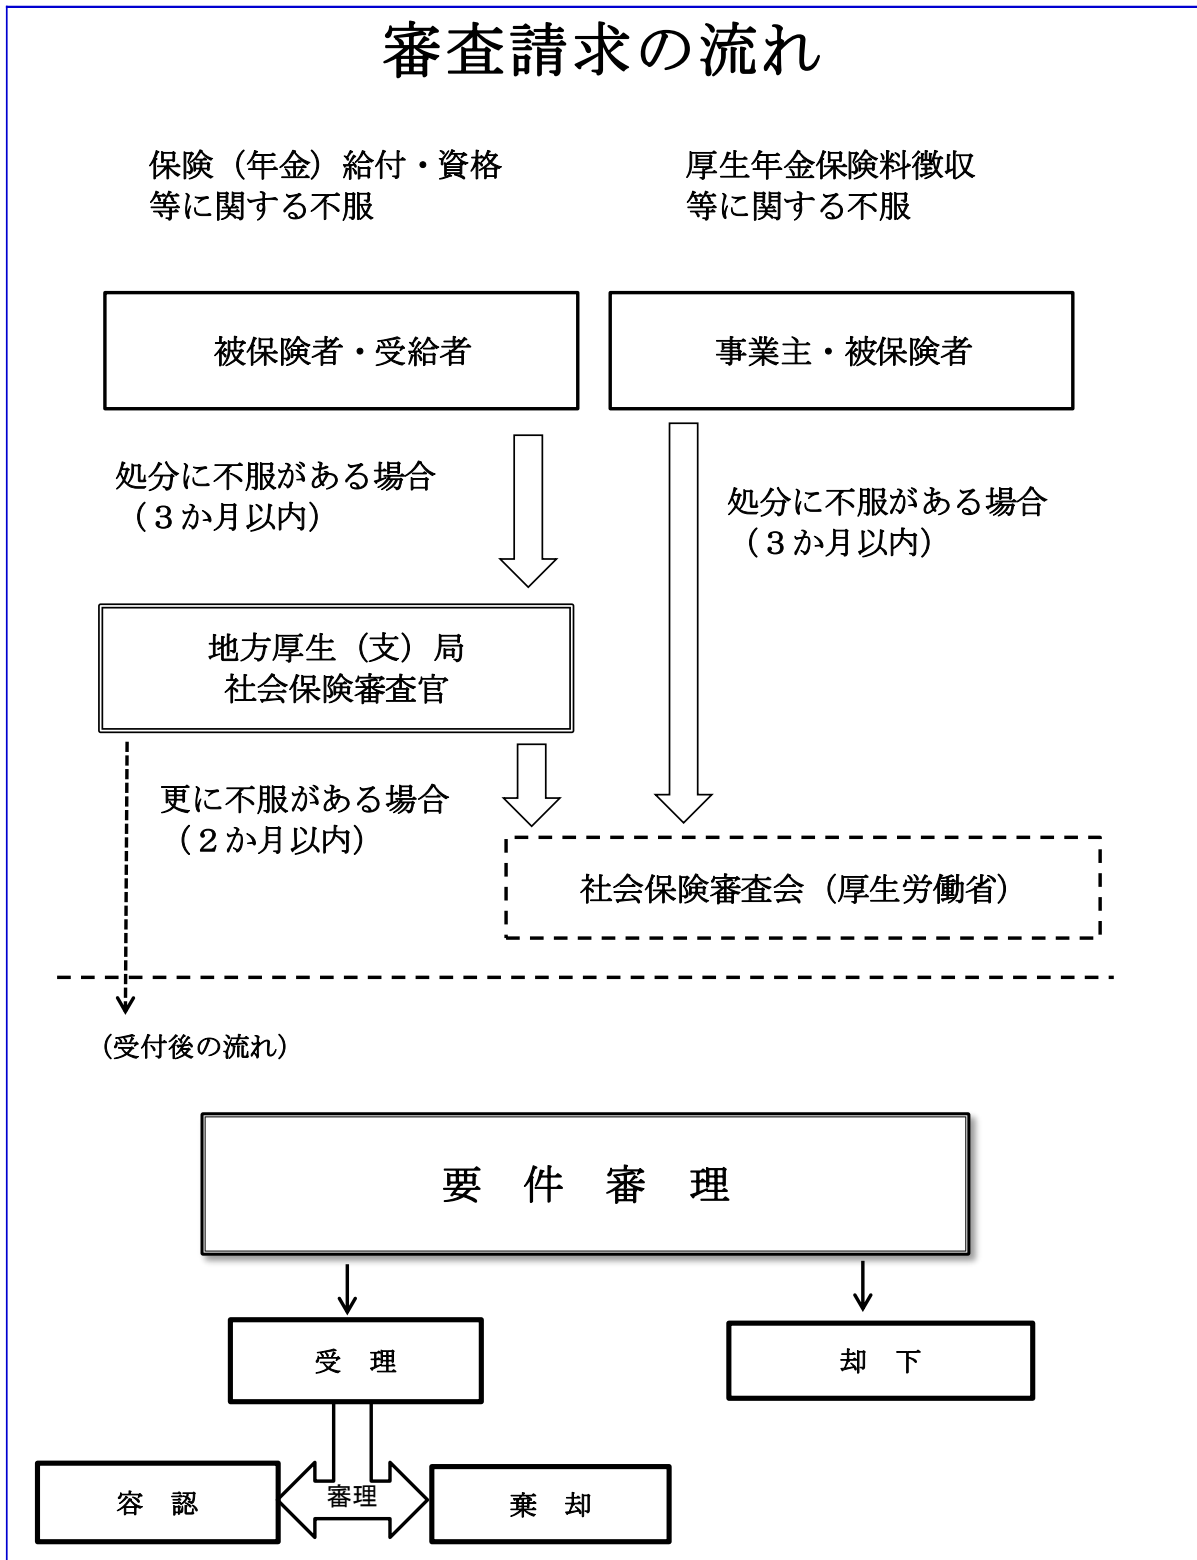 審査請求の流れ
保険（年金）給付・資格
等に関する不服
厚生年金保険料徴収
等に関する不服
被保険者・受給者
事業主・被保険者
処分に不服がある場合
（３か月以内）
処分に不服がある場合
（３か月以内）
地方厚生（支）局
社会保険審査官
更に不服がある場合
（２か月以内）
社会保険審査会（厚生労働省）
（受付後の流れ）
要　件　審　理
受　理
却　下
容　認
審理
棄　却